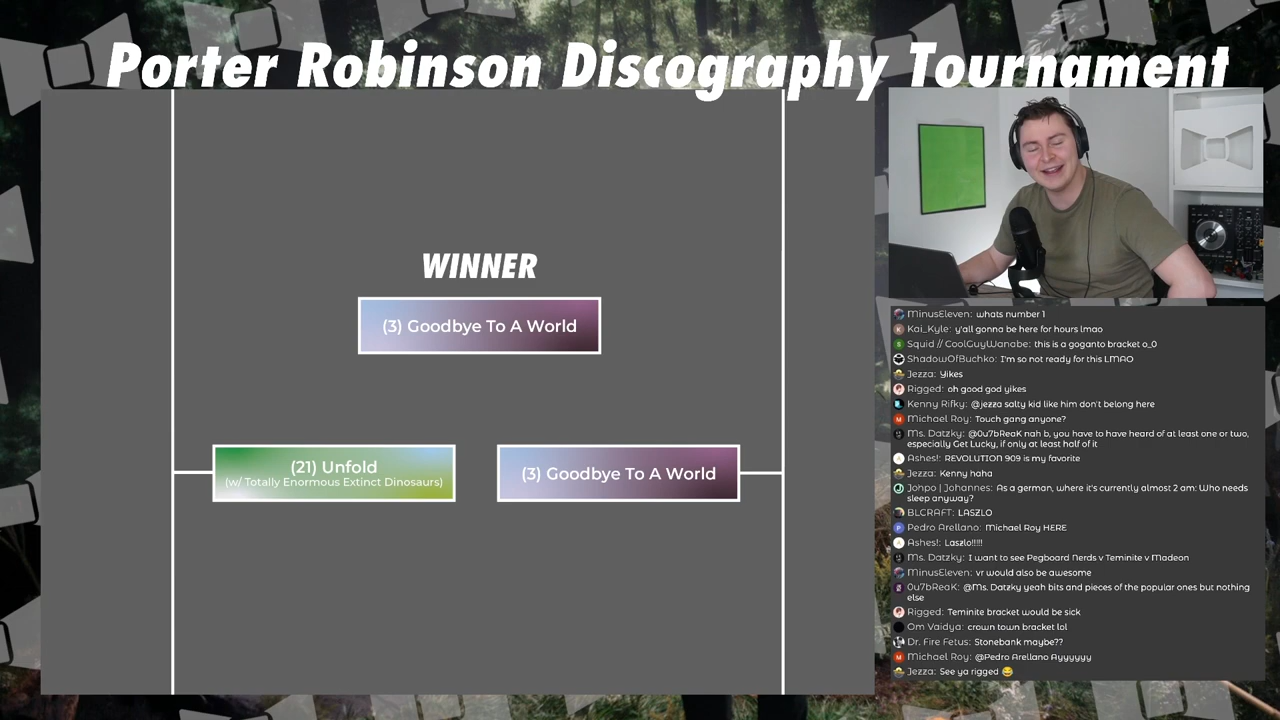 Porter Robinson Discography Tournament
WINNER
(3) Goodbye To A World
(21) Unfold
(w/ Totally Enormous Extinct Dinosaurs)
(3) Goodbye To A World
MinusEleven: whats number 1
Kai_Kyle: y'all gonna be here for hours lmao
Squid // CoolGuyWanabe: this is a goganto bracket o_0
ShadowOfBuchko: I'm so not ready for this LMAO
Jezza: Yikes
Rigged: oh good god yikes
Kenny Rifky: @jezza salty kid like him don't belong here
Michael Roy: Touch gang anyone?
Ms. Datzky: @0u7bReaK nah b, you have to have heard of at least one or two,
especially Get Lucky, if only at least half of it
Ashes!: REVOLUTION 909 is my favorite
Jezza: Kenny haha
Johpo | Johannes: As a german, where it's currently almost 2 am: Who needs
sleep anyway?
BLCRAFT: LASZLO
Pedro Arellano: Michael Roy HERE
Ashes!: Laszlo!!!!!
Ms. Datzky: I want to see Pegboard Nerds v Teminite v Madeon
MinusEleven: vr would also be awesome
0u7bReaK: @Ms. Datzky yeah bits and pieces of the popular ones but nothing
else
Rigged: Teminite bracket would be sick
Om Vaidya: crown town bracket lol
Dr. Fire Fetus: Stonebank maybe??
Michael Roy: @Pedro Arellano Ayyyyyy
Jezza: See ya rigged 😂